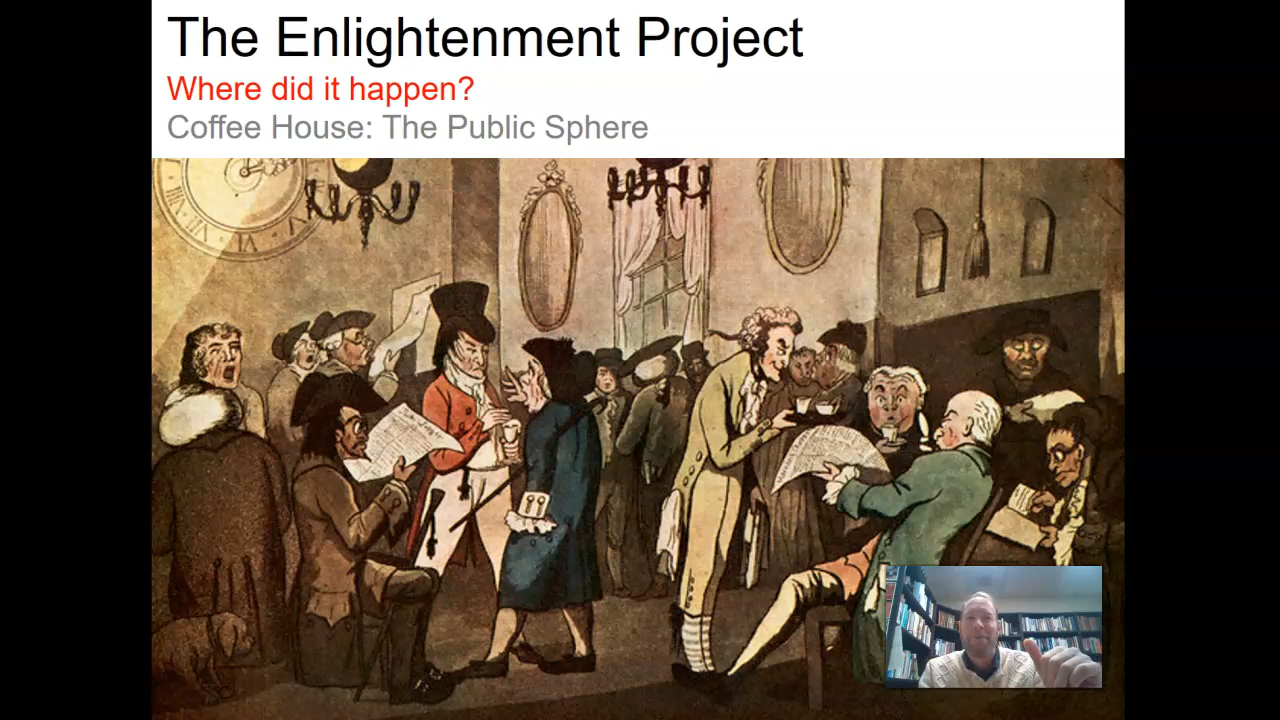 The Enlightenment Project
Where did it happen?
Coffee House: The Public Sphere